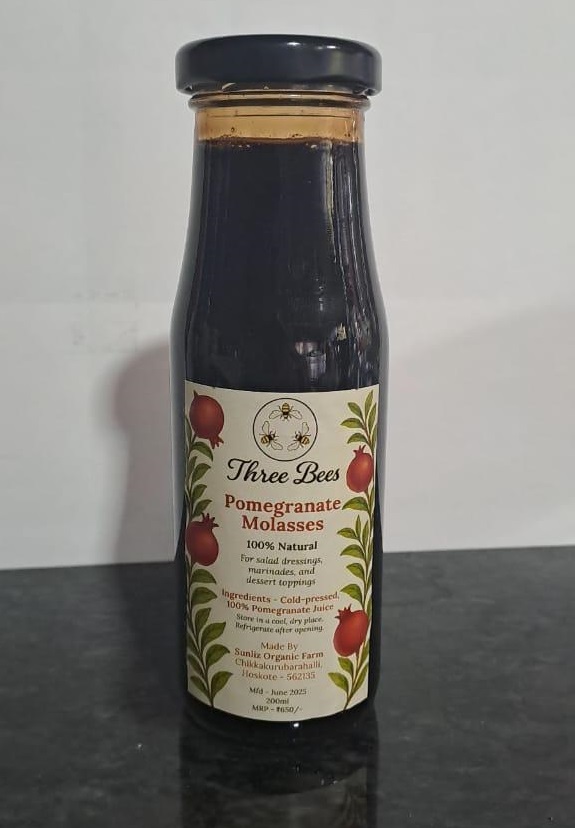 Three Bees
Pomegranate
Molasses
100% Natural
For salad dressings,
marinades, and
dessert toppings
Ingredients - Cold-pressed,
100% Pomegranate Juice
Store in a cool, dry place.
Refrigerate after opening.
Made By
Sunliz Organic Farm
Chikkakurubarahalli,
Hoskote - 562135
Mfd - June 2025
200ml
MRP - ₹650/-